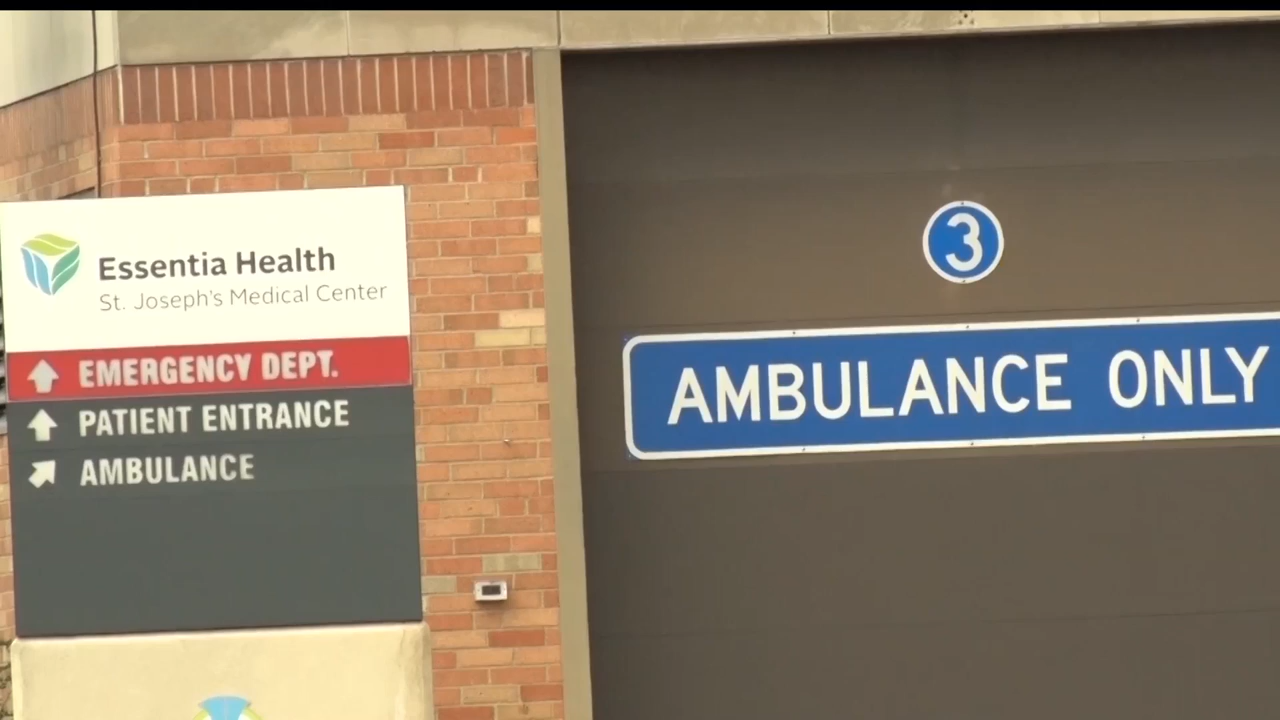 Essentia Health
St. Joseph's Medical Center
EMERGENCY DEPT.
PATIENT ENTRANCE
AMBULANCE
3
AMBULANCE ONLY